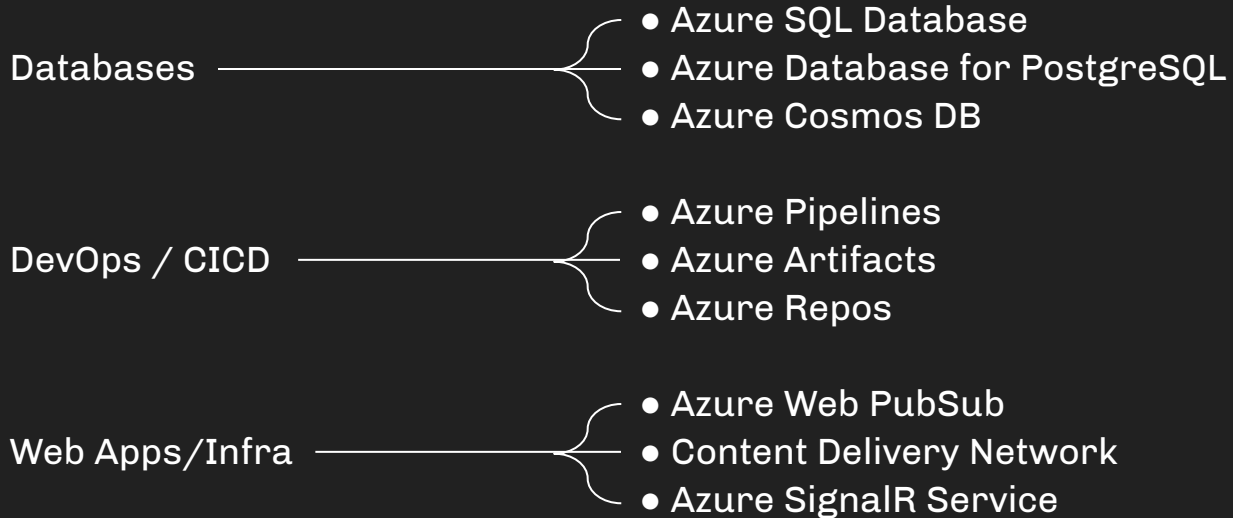 Databases
● Azure SQL Database
● Azure Database for PostgreSQL
● Azure Cosmos DB
DevOps / CICD
● Azure Pipelines
● Azure Artifacts
● Azure Repos
Web Apps/Infra
● Azure Web PubSub
● Content Delivery Network
● Azure SignalR Service